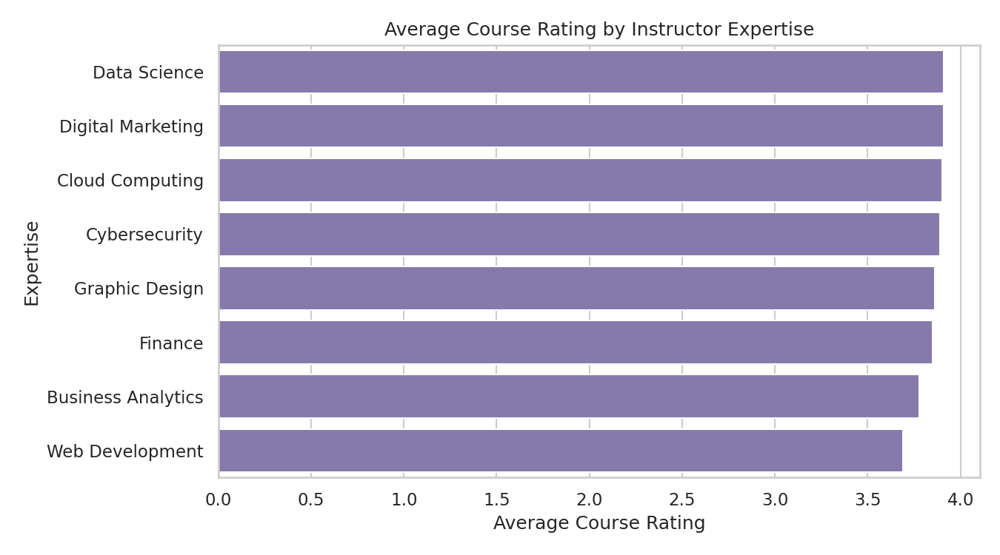 Average Course Rating by Instructor Expertise
Expertise
Data Science
Digital Marketing
Cloud Computing
Cybersecurity
Graphic Design
Finance
Business Analytics
Web Development
0.0 0.5 1.0 1.5 2.0 2.5 3.0 3.5 4.0
Average Course Rating